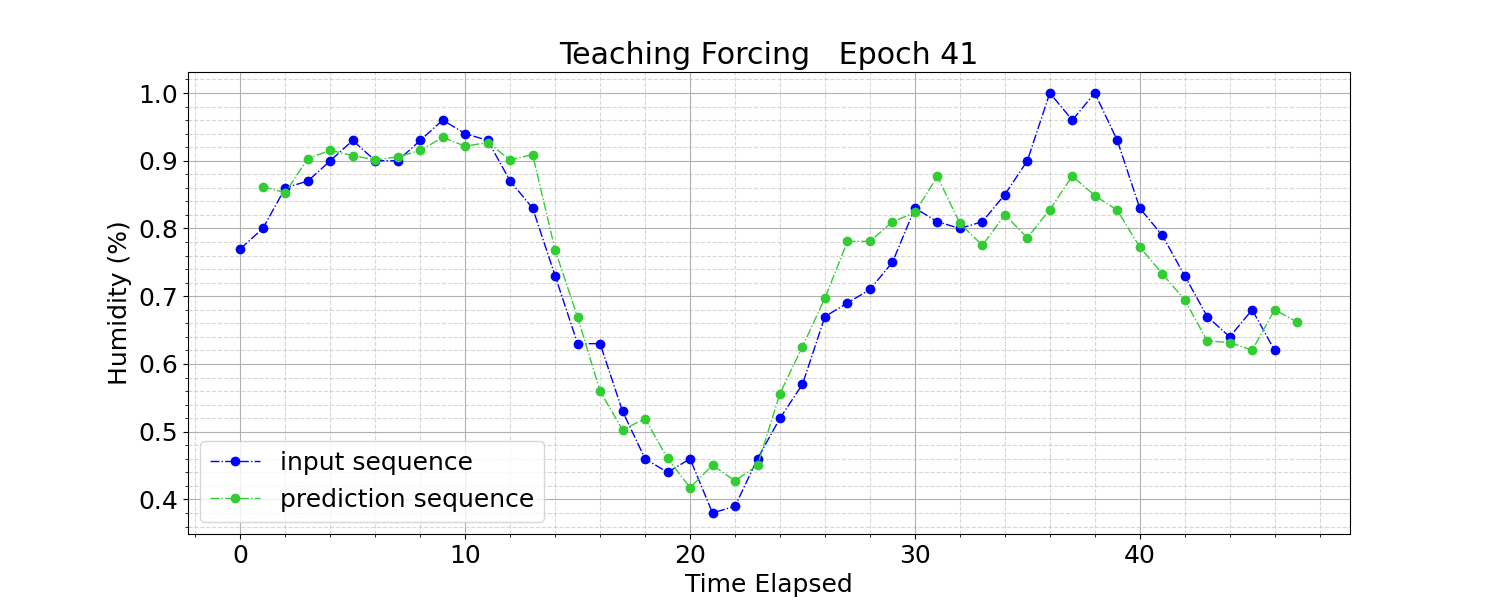 Teaching Forcing   Epoch 41
Humidity (%)
1.0
0.9
0.8
0.7
0.6
0.5
0.4
input sequence
prediction sequence
0 10 20 30 40
Time Elapsed